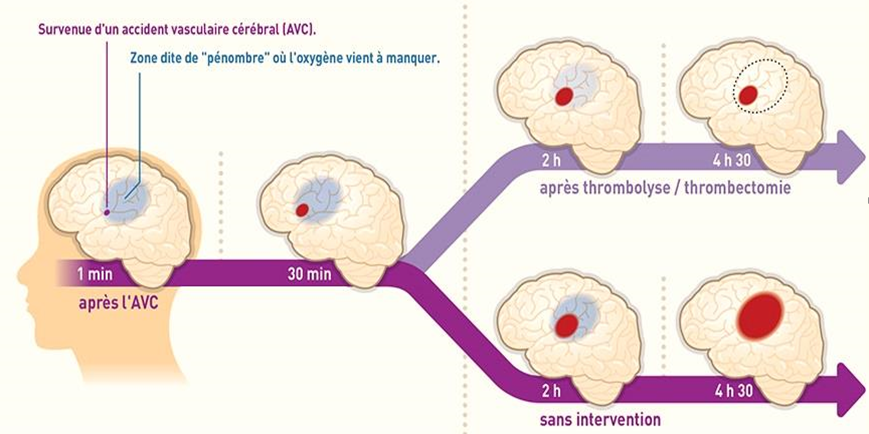 Survenue d'un accident vasculaire cérébral (AVC).
Zone dite de "pénombre" où l'oxygène vient à manquer.
1 min
après l'AVC
30 min
2 h
4 h 30
après thrombolyse / thrombectomie
2 h
4 h 30
sans intervention